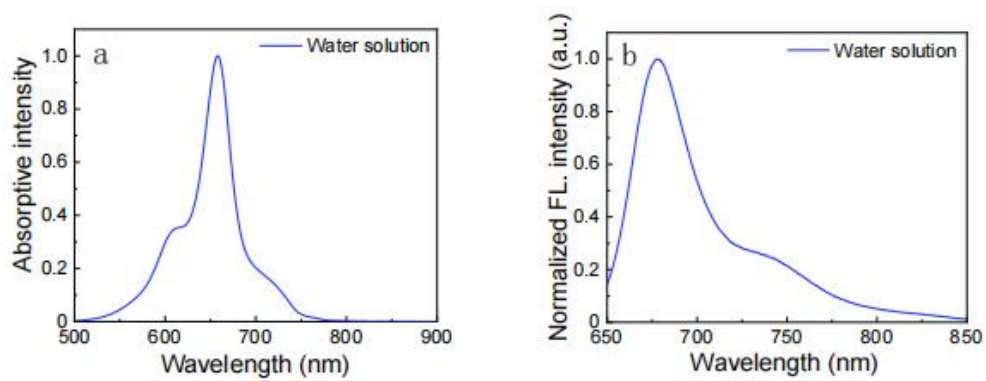 a
Water solution
Absorptive intensity
1.0
0.8
0.6
0.4
0.2
0
500 600 700 800 900
Wavelength (nm)
b
Water solution
Normalized FL. intensity (a.u.)
1.0
0.8
0.6
0.4
0.2
0
650 700 750 800 850
Wavelength (nm)